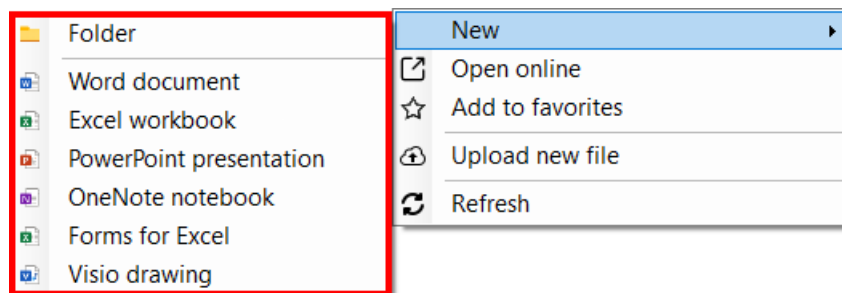 Folder
Word document
Excel workbook
PowerPoint presentation
OneNote notebook
Forms for Excel
Visio drawing
New
Open online
Add to favorites
Upload new file
Refresh